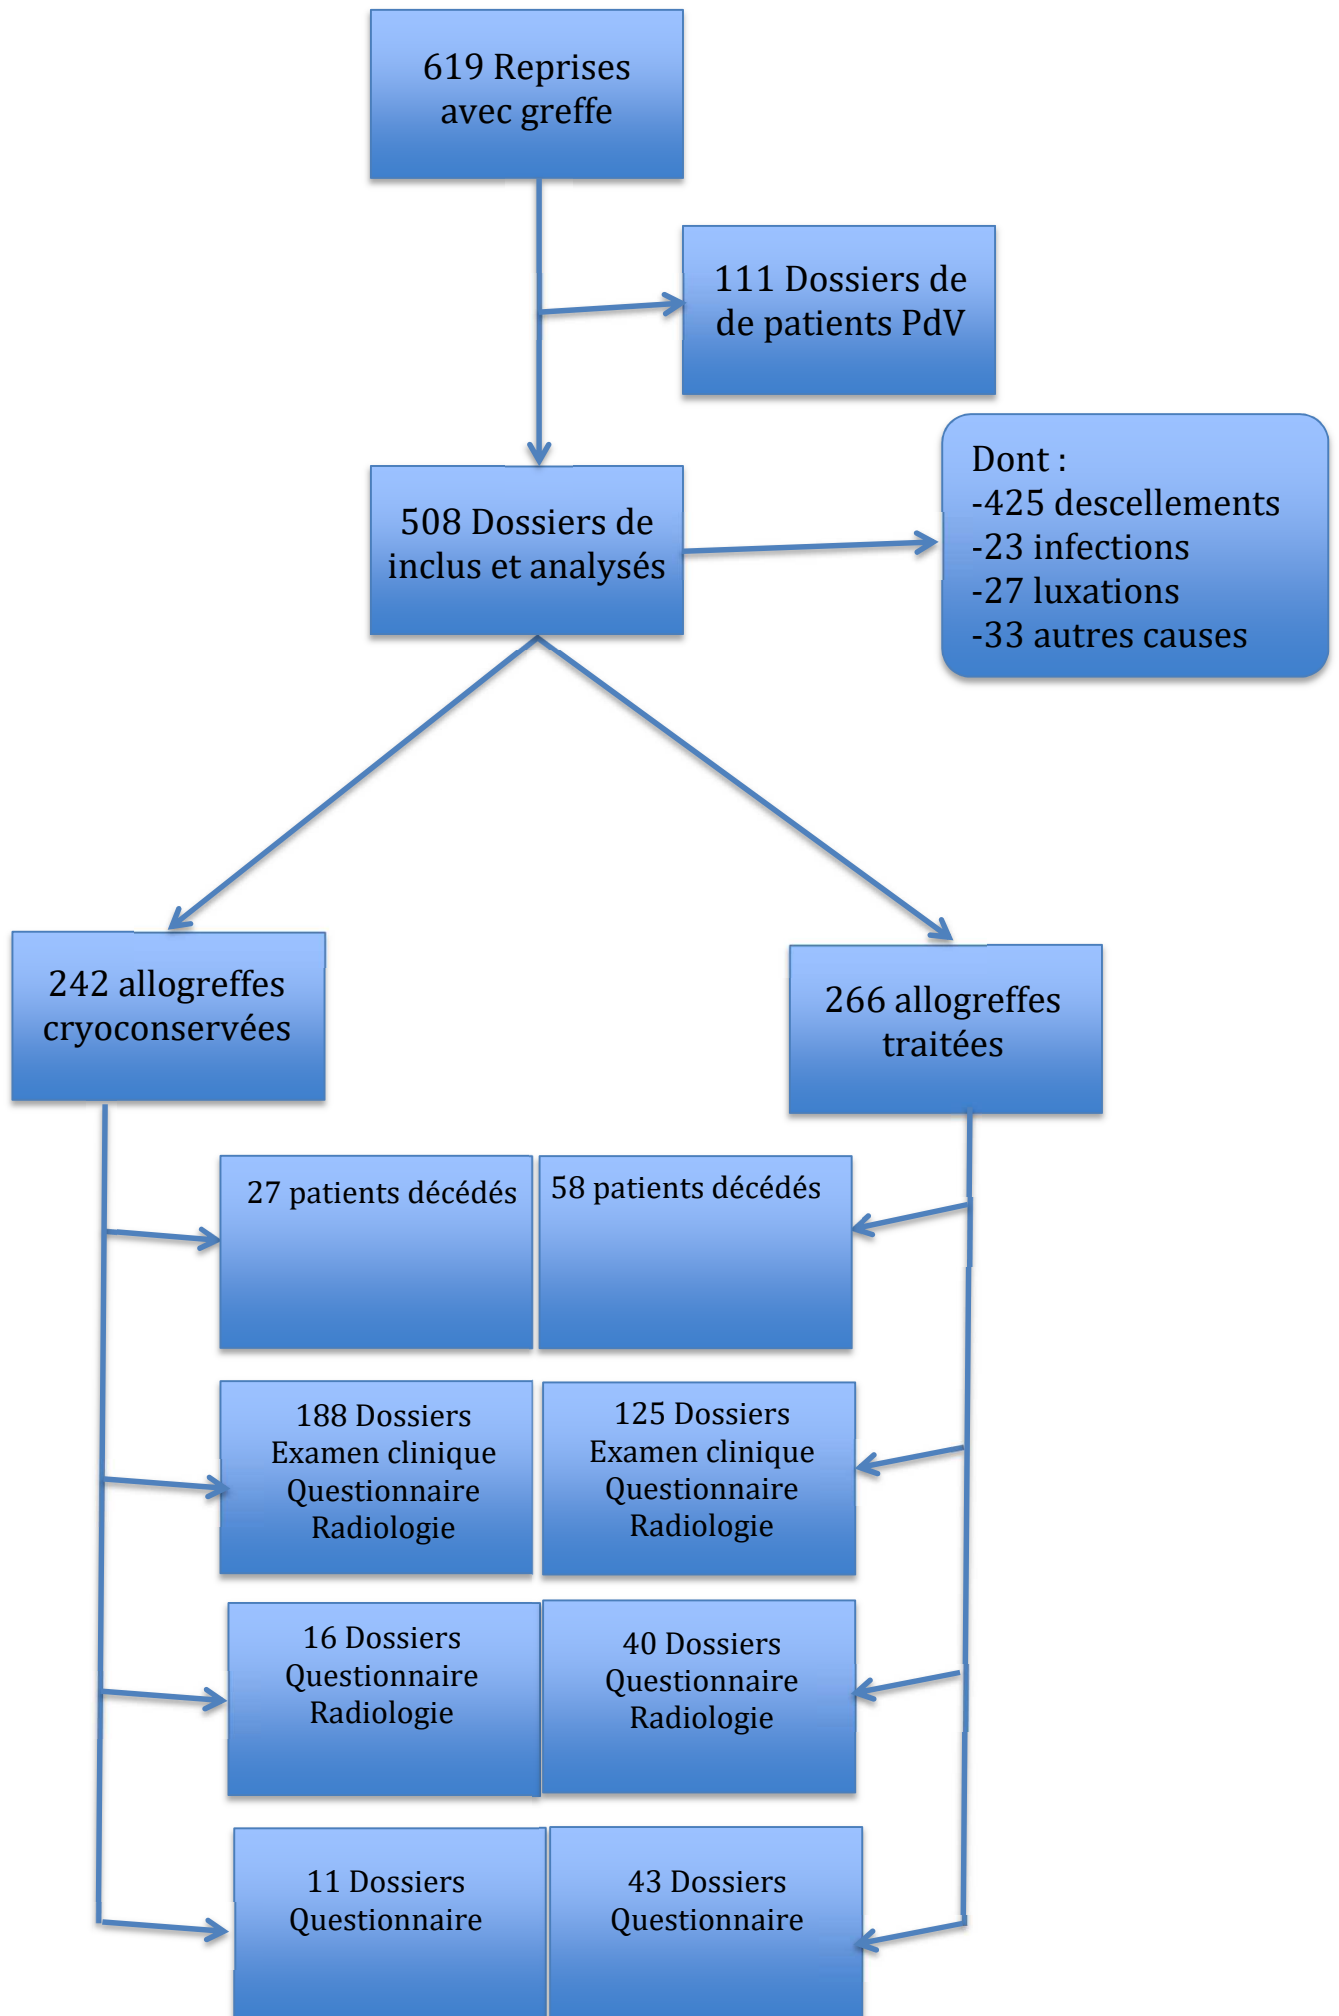 619 Reprises
avec greffe
111 Dossiers de
de patients PdV
508 Dossiers de
inclus et analysés
Dont :
-425 descellements
-23 infections
-27 luxations
-33 autres causes
242 allogreffes
cryoconservées
266 allogreffes
traitées
27 patients décédés
58 patients décédés
188 Dossiers
Examen clinique
Questionnaire
Radiologie
125 Dossiers
Examen clinique
Questionnaire
Radiologie
16 Dossiers
Questionnaire
Radiologie
40 Dossiers
Questionnaire
Radiologie
11 Dossiers
Questionnaire
43 Dossiers
Questionnaire